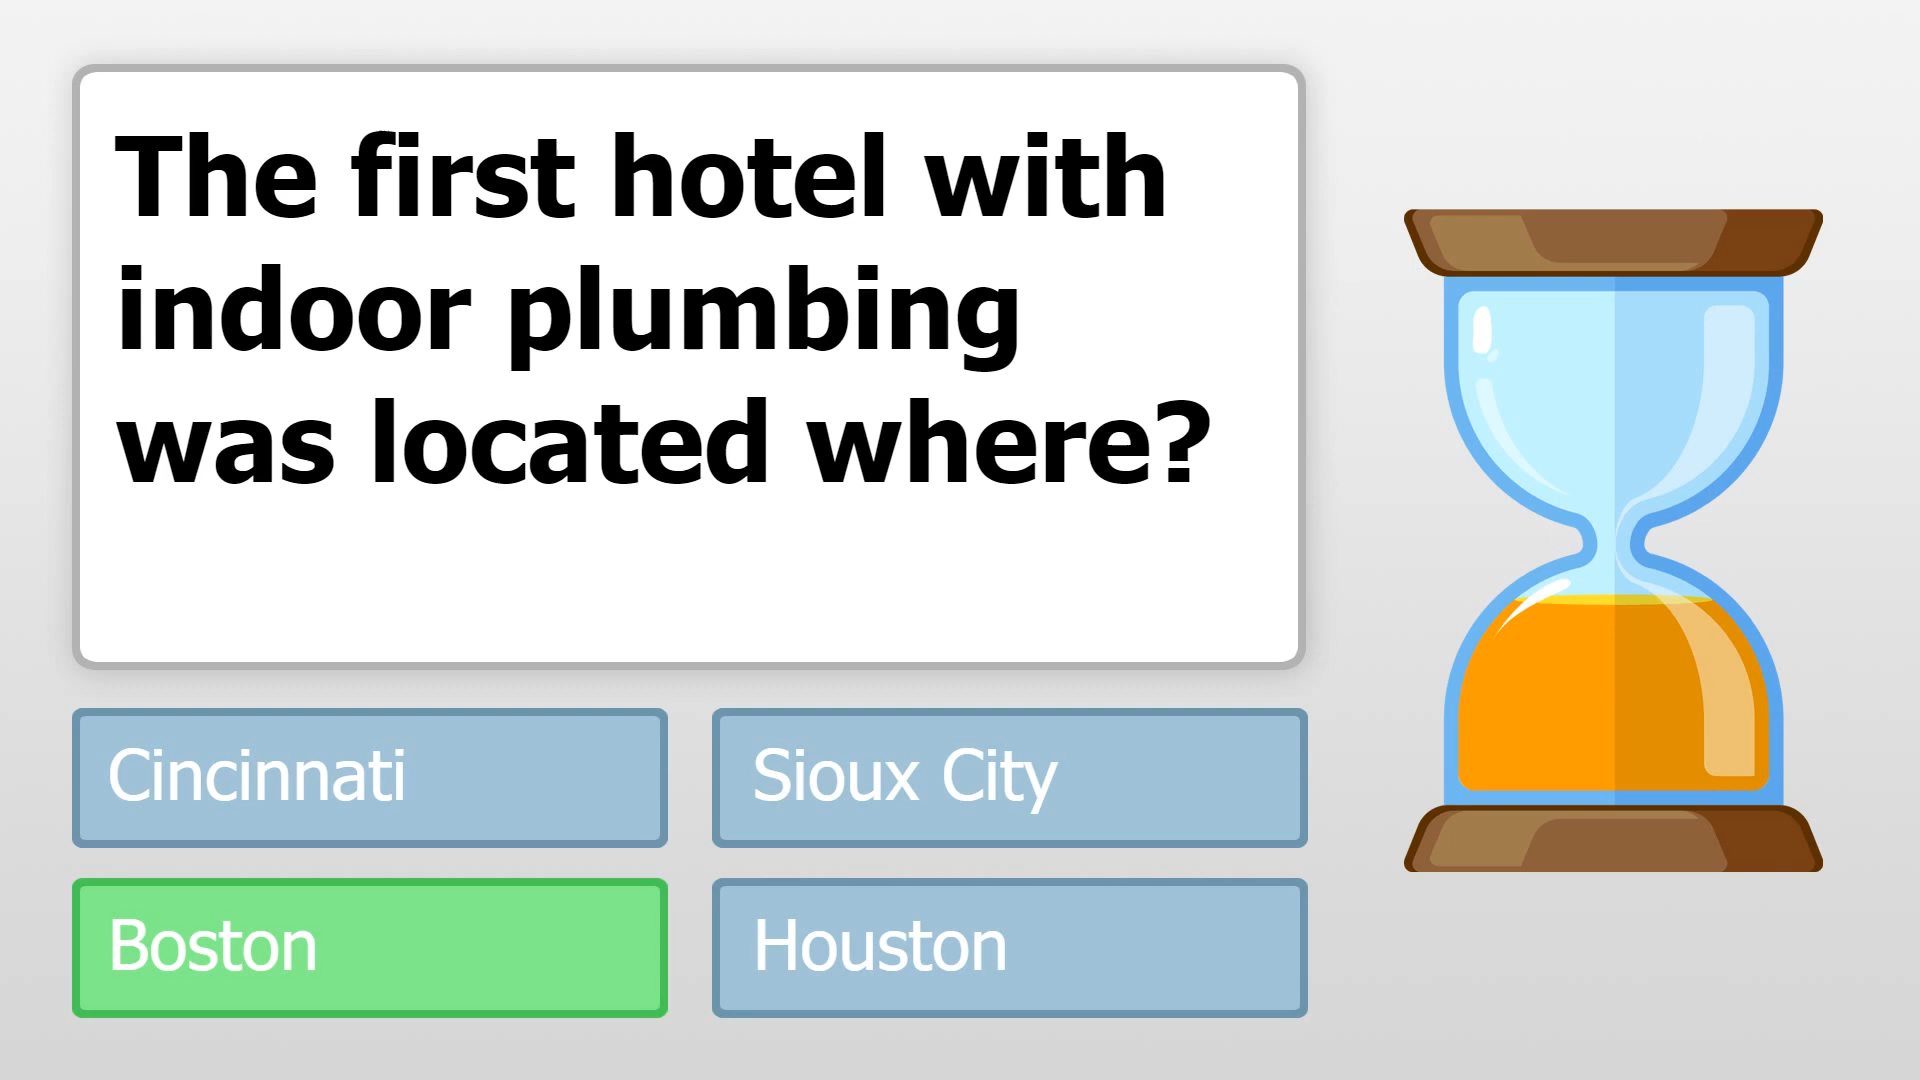 The first hotel with
indoor plumbing
was located where?
Cincinnati
Sioux City
Boston
Houston